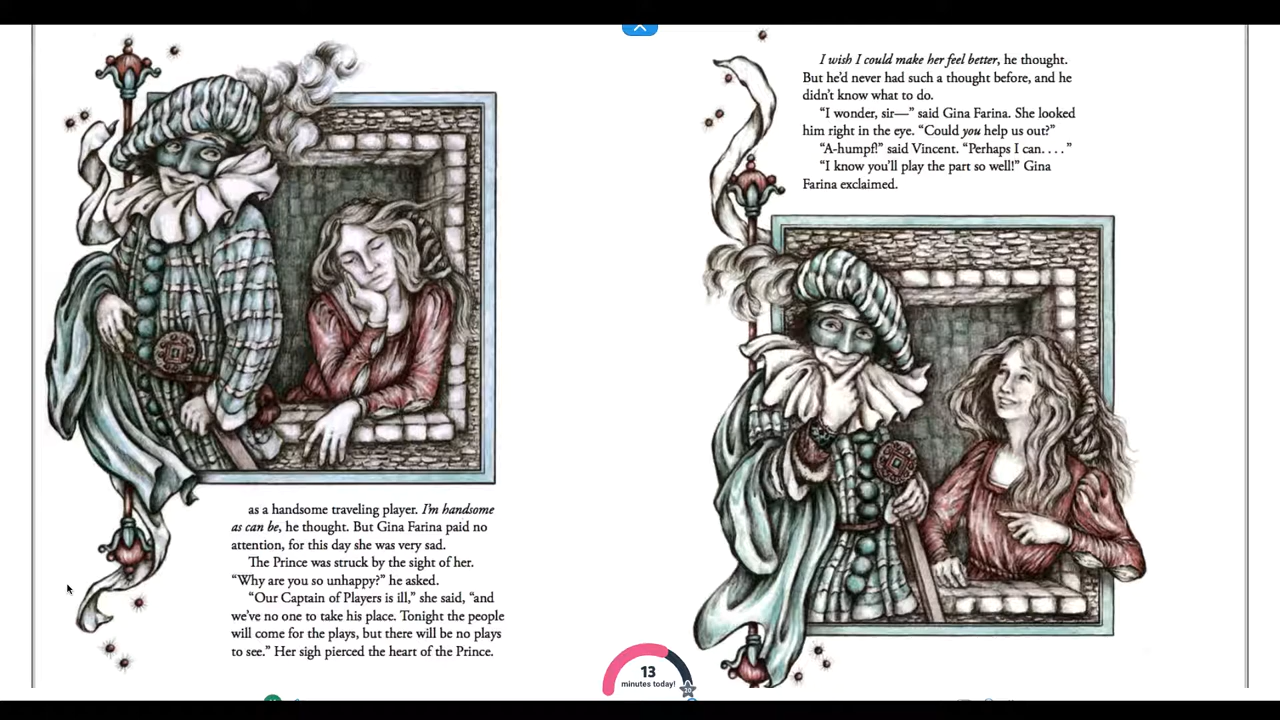 as a handsome traveling player. I'm handsome
as can be, he thought. But Gina Farina paid no
attention, for this day she was very sad.
The Prince was struck by the sight of her.
“Why are you so unhappy?” he asked.
“Our Captain of Players is ill,” she said, “and
we've no one to take his place. Tonight the people
will come for the plays, but there will be no plays
to see.” Her sigh pierced the heart of the Prince.
I wish I could make her feel better, he thought.
But he'd never had such a thought before, and he
didn't know what to do.
“I wonder, sir—” said Gina Farina. She looked
him right in the eye. “Could you help us out?”
“A-humpf!” said Vincent. “Perhaps I can. . . . ”
“I know you'll play the part so well!” Gina
Farina exclaimed.
13
minutes today!